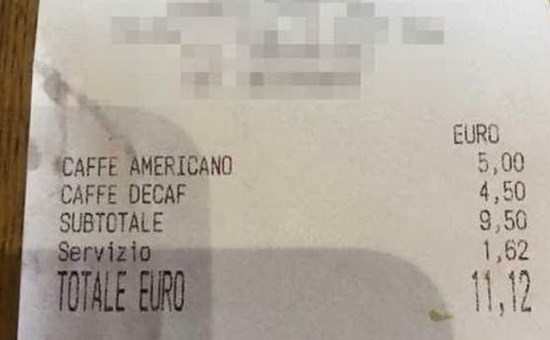 EURO
CAFFE AMERICANO 5,00
CAFFE DECAF 4,50
SUBTOTALE 9,50
Servizio 1,62
TOTALE EURO 11,12